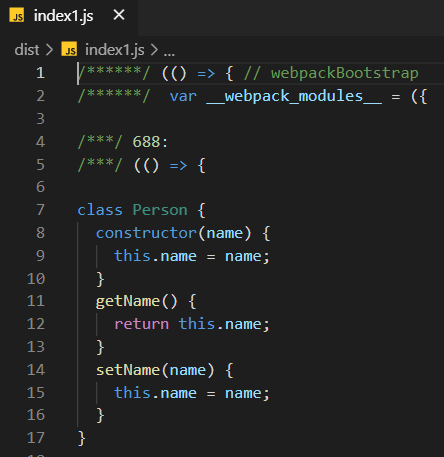 JS index1.js ×
dist > JS index1.js > ...
1 /******/ (() => { // webpackBootstrap
2 /******/  var __webpack_modules__ = ({
3
4 /***/ 688:
5 /***/ (() => {
6
7 class Person {
8   constructor(name) {
9     this.name = name;
10   }
11   getName() {
12     return this.name;
13   }
14   setName(name) {
15     this.name = name;
16   }
17 }